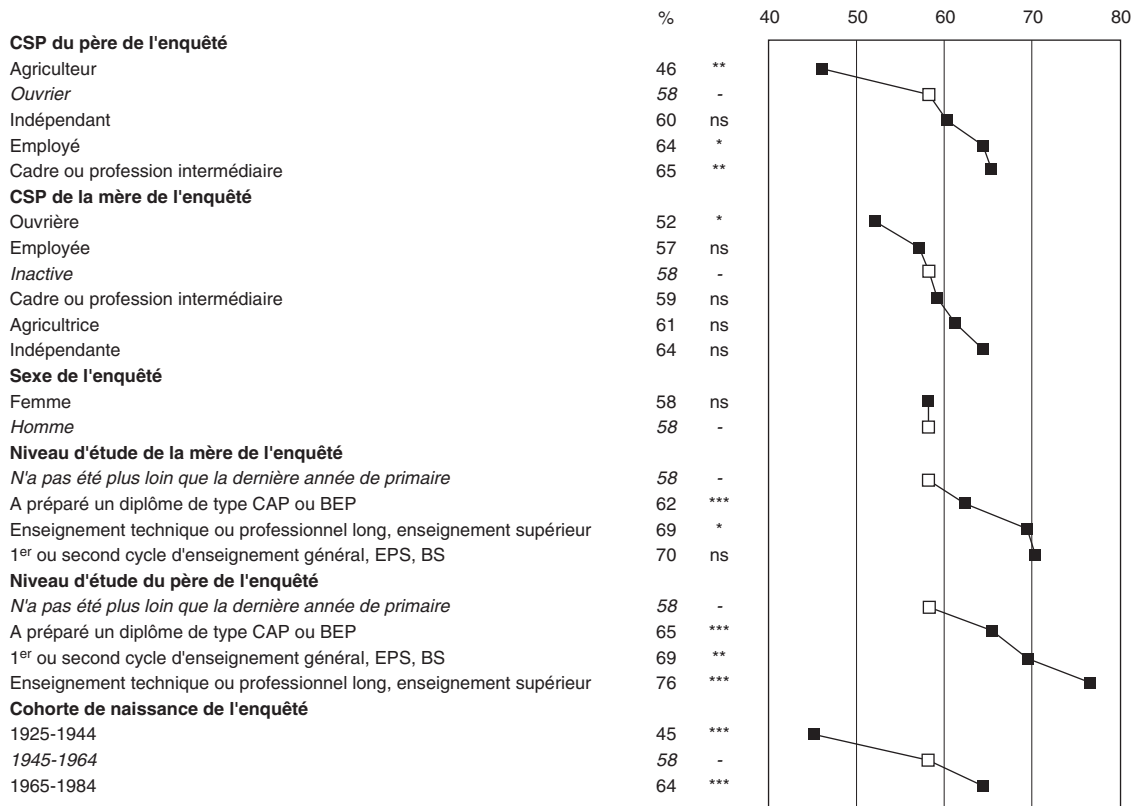 % 40 50 60 70 80
CSP du père de l'enquêté
Agriculteur 46 **
Ouvrier 58 -
Indépendant 60 ns
Employé 64 *
Cadre ou profession intermédiaire 65 **
CSP de la mère de l'enquêté
Ouvrière 52 *
Employée 57 ns
Inactive 58 -
Cadre ou profession intermédiaire 59 ns
Agricultrice 61 ns
Indépendante 64 ns
Sexe de l'enquêté
Femme 58 ns
Homme 58 -
Niveau d'étude de la mère de l'enquêté
N'a pas été plus loin que la dernière année de primaire 58 -
A préparé un diplôme de type CAP ou BEP 62 ***
Enseignement technique ou professionnel long, enseignement supérieur 69 *
1er ou second cycle d'enseignement général, EPS, BS 70 ns
Niveau d'étude du père de l'enquêté
N'a pas été plus loin que la dernière année de primaire 58 -
A préparé un diplôme de type CAP ou BEP 65 ***
1er ou second cycle d'enseignement général, EPS, BS 69 **
Enseignement technique ou professionnel long, enseignement supérieur 76 ***
Cohorte de naissance de l'enquêté
1925-1944 45 ***
1945-1964 58 -
1965-1984 64 ***